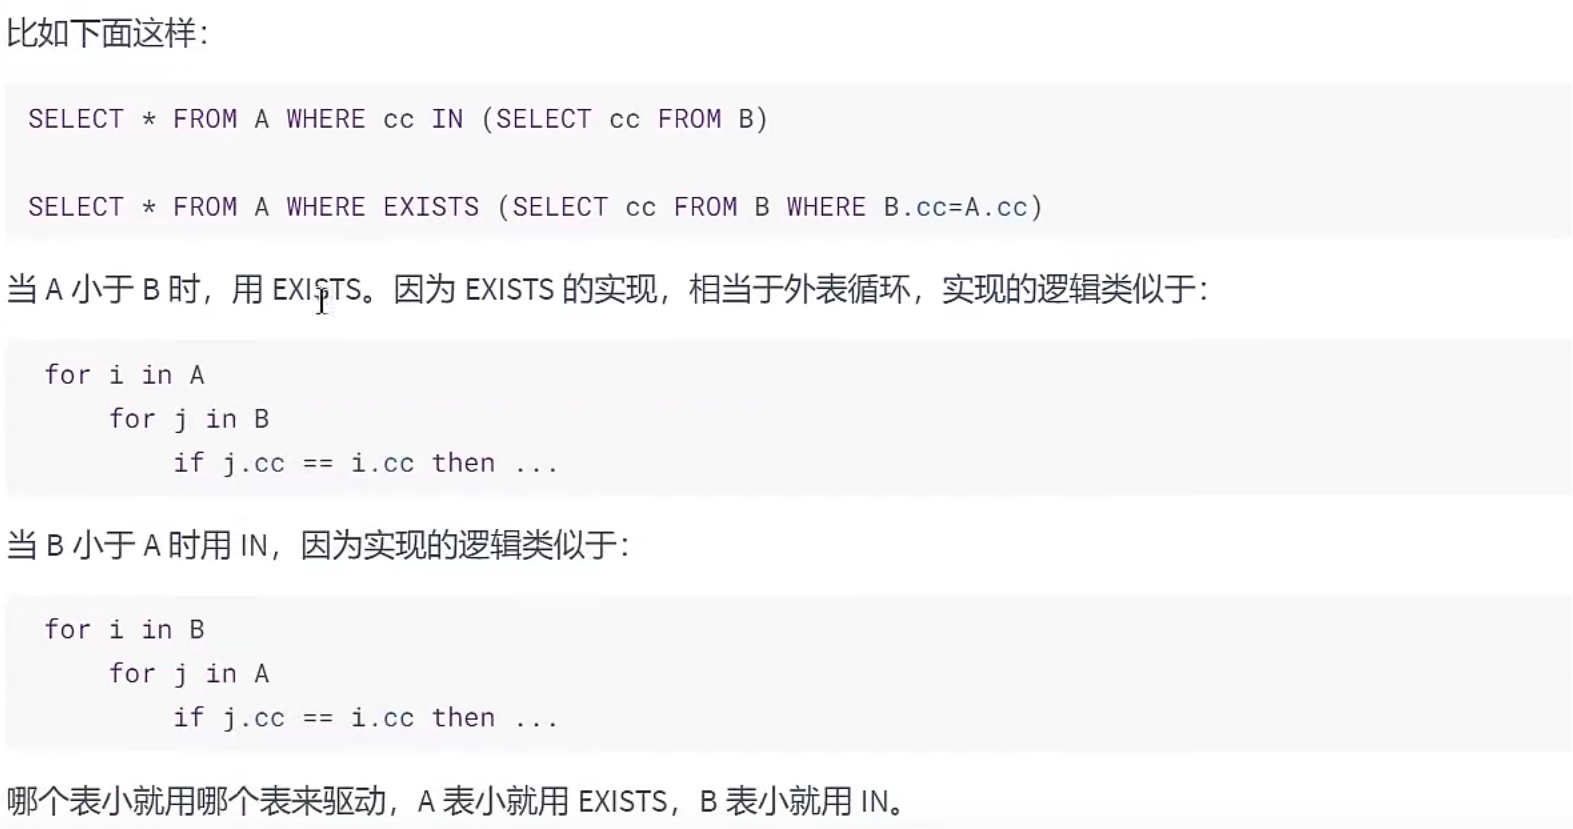 比如下面这样：
SELECT * FROM A WHERE cc IN (SELECT cc FROM B)
SELECT * FROM A WHERE EXISTS (SELECT cc FROM B WHERE B.cc=A.cc)
当 A 小于 B 时，用 EXISTS。因为 EXISTS 的实现，相当于外表循环，实现的逻辑类似于：
for i in A
for j in B
if j.cc == i.cc then ...
当 B 小于 A 时用 IN，因为实现的逻辑类似于：
for i in B
for j in A
if j.cc == i.cc then ...
哪个表小就用哪个表来驱动，A 表小就用 EXISTS，B 表小就用 IN。